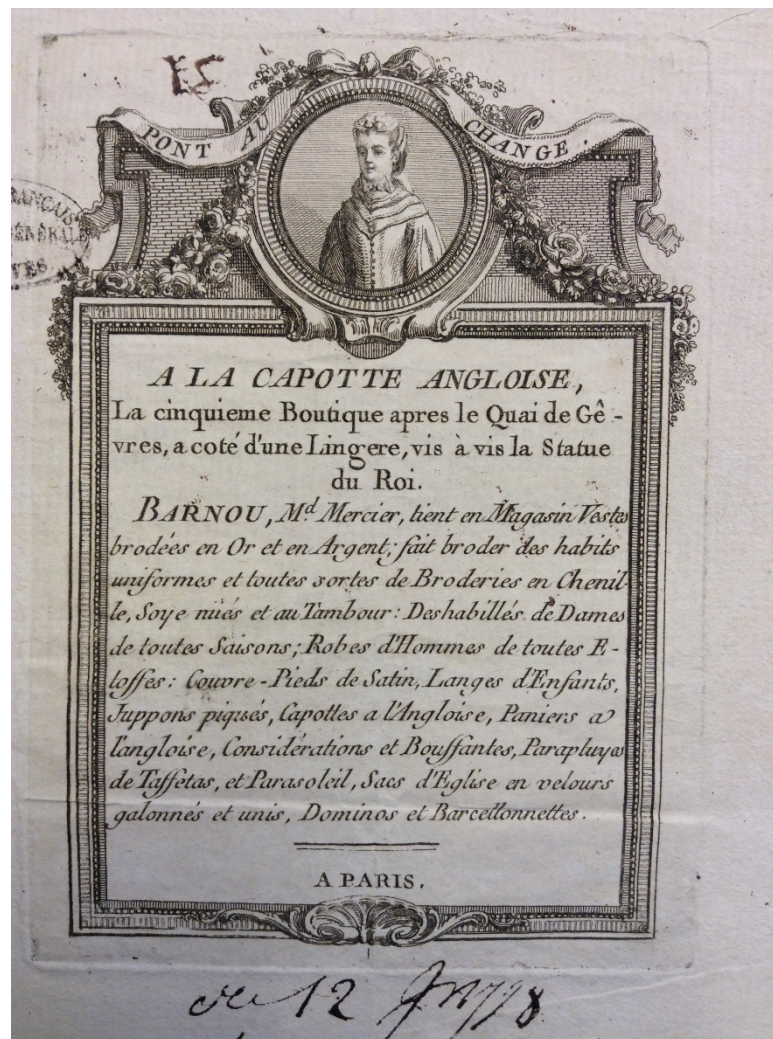 PONT AU CHANGE.
A LA CAPOTTE ANGLOISE,
La cinquieme Boutique apres le Quai de Gê-
vres, a coté d'une Lingere, vis à vis la Statue
du Roi.
BARNOU, Md. Mercier, tient en Magasin Vestes
brodées en Or et en Argent; fait broder des habits
uniformes et toutes sortes de Broderies en Chenil-
le, Soye nüés et au Tambour: Deshabillés de Dames
de toutes Saisons; Robes d'Hommes de toutes E-
toffes: Couvre-Pieds de Satin, Langes d'Enfants,
Juppons piqués, Capottes a l'Angloise, Paniers a
l'angloise, Considérations et Bouffantes, Parapluyes
de Taffetas, et Parasoleil, Sacs d'Eglise en velours
galonnés et unis, Dominos et Barcellonnettes.
A PARIS.
12